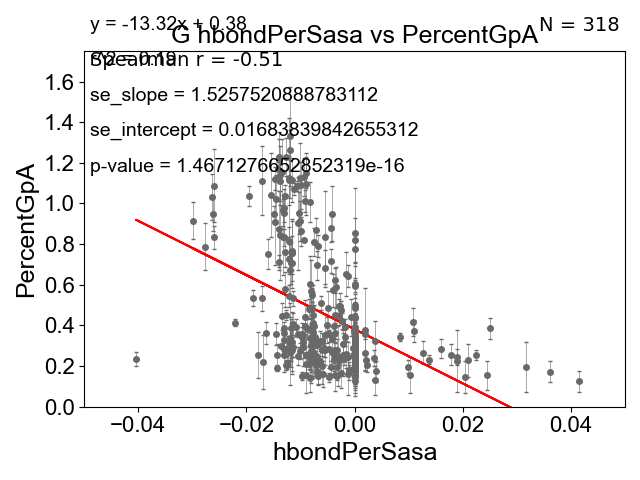 y = -13.32x + 0.38
N = 318
G hbondPerSasa vs PercentGpA
Spearman r = -0.51
se_slope = 1.5257520888783112
se_intercept = 0.01683839842655312
p-value = 1.4671276652852319e-16
PercentGpA
1.6
1.4
1.2
1.0
0.8
0.6
0.4
0.2
0.0
−0.04
−0.02
0.00
0.02
0.04
hbondPerSasa